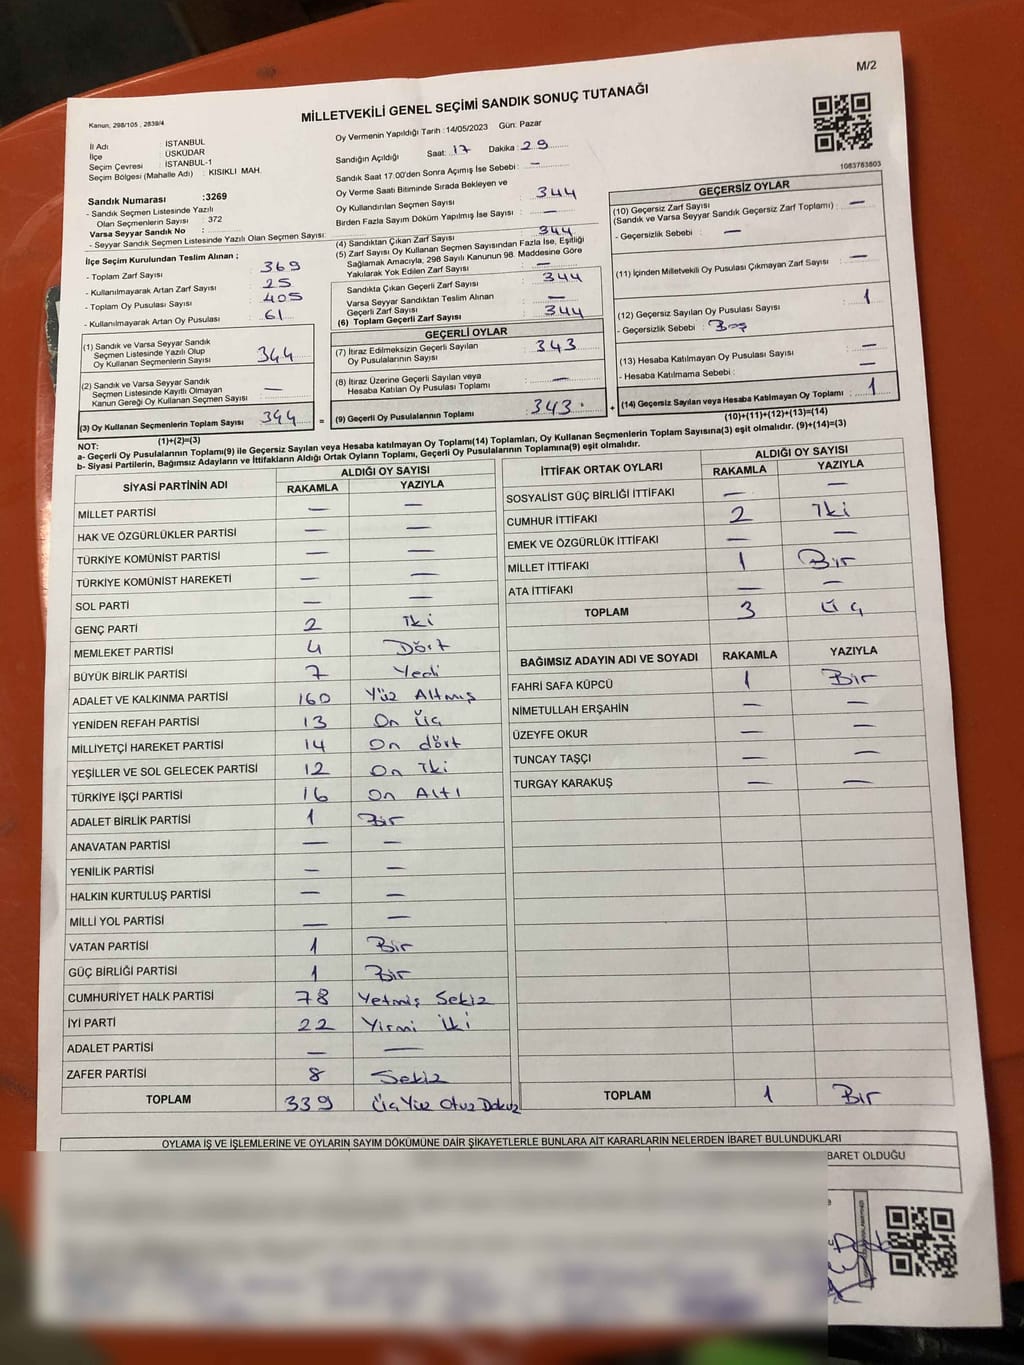 M/2
MİLLETVEKİLİ GENEL SEÇİMİ SANDIK SONUÇ TUTANAĞI
Kanun, 298/105 , 2839/4
İl Adı : İSTANBUL
İlçe : ÜSKÜDAR
Seçim Çevresi : İSTANBUL-1
Seçim Bölgesi (Mahalle Adı) : KISIKLI MAH.
Sandık Numarası :3269
- Sandık Seçmen Listesinde Yazılı
Olan Seçmenlerin Sayısı : 372
Varsa Seyyar Sandık No :
- Seyyar Sandık Seçmen Listesinde Yazılı Olan Seçmen Sayısı:
İlçe Seçim Kurulundan Teslim Alınan ;
- Toplam Zarf Sayısı : 369
- Kullanılmayarak Artan Zarf Sayısı : 25
- Toplam Oy Pusulası Sayısı : 405
- Kullanılmayarak Artan Oy Pusulası : 61
(1) Sandık ve Varsa Seyyar Sandık
Seçmen Listesinde Yazılı Olup
Oy Kullanan Seçmenlerin Sayısı : 344
(2) Sandık ve Varsa Seyyar Sandık
Seçmen Listesinde Kayıtlı Olmayan
Kanun Gereği Oy Kullanan Seçmen Sayısı : —
(3) Oy Kullanan Seçmenlerin Toplam Sayısı : 344
(1)+(2)=(3)
Oy Vermenin Yapıldığı Tarih : 14/05/2023 Gün: Pazar
Sandığın Açıldığı Saat: 17 Dakika : 29
Sandık Saat 17.00'den Sonra Açımış İse Sebebi : —
Oy Verme Saati Bitiminde Sırada Bekleyen ve
Oy Kullandırılan Seçmen Sayısı : 344
Birden Fazla Sayım Döküm Yapılmış İse Sayısı : —
(4) Sandıktan Çıkan Zarf Sayısı : 344
(5) Zarf Sayısı Oy Kullanan Seçmen Sayısından Fazla İse, Eşitliği
Sağlamak Amacıyla, 298 Sayılı Kanunun 98. Maddesine Göre
Yakılarak Yok Edilen Zarf Sayısı : —
Sandıkta Çıkan Geçerli Zarf Sayısı : 344
Varsa Seyyar Sandıktan Teslim Alınan
Geçerli Zarf Sayısı : —
(6) Toplam Geçerli Zarf Sayısı : 344
GEÇERLİ OYLAR
(7) İtiraz Edilmeksizin Geçerli Sayılan
Oy Pusulalarının Sayısı : 343
(8) İtiraz Üzerine Geçerli Sayılan veya
Hesaba Katılan Oy Pusulası Toplamı : —
= (9) Geçerli Oy Pusulalarının Toplamı : 343
1083783803
GEÇERSİZ OYLAR
(10) Geçersiz Zarf Sayısı
(Sandık ve Varsa Seyyar Sandık Geçersiz Zarf Toplamı) : —
- Geçersizlik Sebebi : —
(11) İçinden Milletvekili Oy Pusulası Çıkmayan Zarf Sayısı : —
(12) Geçersiz Sayılan Oy Pusulası Sayısı : 1
- Geçersizlik Sebebi : Boş
(13) Hesaba Katılmayan Oy Pusulası Sayısı : —
- Hesaba Katılmama Sebebi : —
+ (14) Geçersiz Sayılan veya Hesaba Katılmayan Oy Toplamı : 1
(10)+(11)+(12)+(13)=(14)
NOT:
a- Geçerli Oy Pusulalarının Toplamı(9) ile Geçersiz Sayılan veya Hesaba katılmayan Oy Toplamı(14) Toplamları, Oy Kullanan Seçmenlerin Toplam Sayısına(3) eşit olmalıdır. (9)+(14)=(3)
b- Siyasi Partilerin, Bağımsız Adayların ve İttifakların Aldığı Ortak Oyların Toplamı, Geçerli Oy Pusulalarının Toplamına(9) eşit olmalıdır.
SİYASİ PARTİNİN ADI ALDIĞI OY SAYISI
RAKAMLA YAZIYLA
MİLLET PARTİSİ — —
HAK VE ÖZGÜRLÜKLER PARTİSİ — —
TÜRKİYE KOMÜNİST PARTİSİ — —
TÜRKİYE KOMÜNİST HAREKETİ — —
SOL PARTİ — —
GENÇ PARTİ 2 İki
MEMLEKET PARTİSİ 4 Dört
BÜYÜK BİRLİK PARTİSİ 7 Yedi
ADALET VE KALKINMA PARTİSİ 160 Yüz Altmış
YENİDEN REFAH PARTİSİ 13 On Üç
MİLLİYETÇİ HAREKET PARTİSİ 14 On dört
YEŞİLLER VE SOL GELECEK PARTİSİ 12 On İki
TÜRKİYE İŞÇİ PARTİSİ 16 On Altı
ADALET BİRLİK PARTİSİ 1 Bir
ANAVATAN PARTİSİ — —
YENİLİK PARTİSİ — —
HALKIN KURTULUŞ PARTİSİ — —
MİLLİ YOL PARTİSİ — —
VATAN PARTİSİ 1 Bir
GÜÇ BİRLİĞİ PARTİSİ 1 Bir
CUMHURİYET HALK PARTİSİ 78 Yetmiş Sekiz
İYİ PARTİ 22 Yirmi İki
ADALET PARTİSİ — —
ZAFER PARTİSİ 8 Sekiz
TOPLAM 339 Üç Yüz Otuz Dokuz
İTTİFAK ORTAK OYLARI ALDIĞI OY SAYISI
RAKAMLA YAZIYLA
SOSYALİST GÜÇ BİRLİĞİ İTTİFAKI — —
CUMHUR İTTİFAKI 2 İki
EMEK VE ÖZGÜRLÜK İTTİFAKI — —
MİLLET İTTİFAKI 1 Bir
ATA İTTİFAKI — —
TOPLAM 3 Üç
BAĞIMSIZ ADAYIN ADI VE SOYADI RAKAMLA YAZIYLA
FAHRİ SAFA KÜPCÜ 1 Bir
NİMETULLAH ERŞAHİN — —
ÜZEYFE OKUR — —
TUNCAY TAŞÇI — —
TURGAY KARAKUŞ — —
TOPLAM 1 Bir
OYLAMA İŞ VE İŞLEMLERİNE VE OYLARIN SAYIM DÖKÜMÜNE DAİR ŞİKAYETLERLE BUNLARA AİT KARARLARIN NELERDEN İBARET BULUNDUKLARI
BARET OLDUĞU